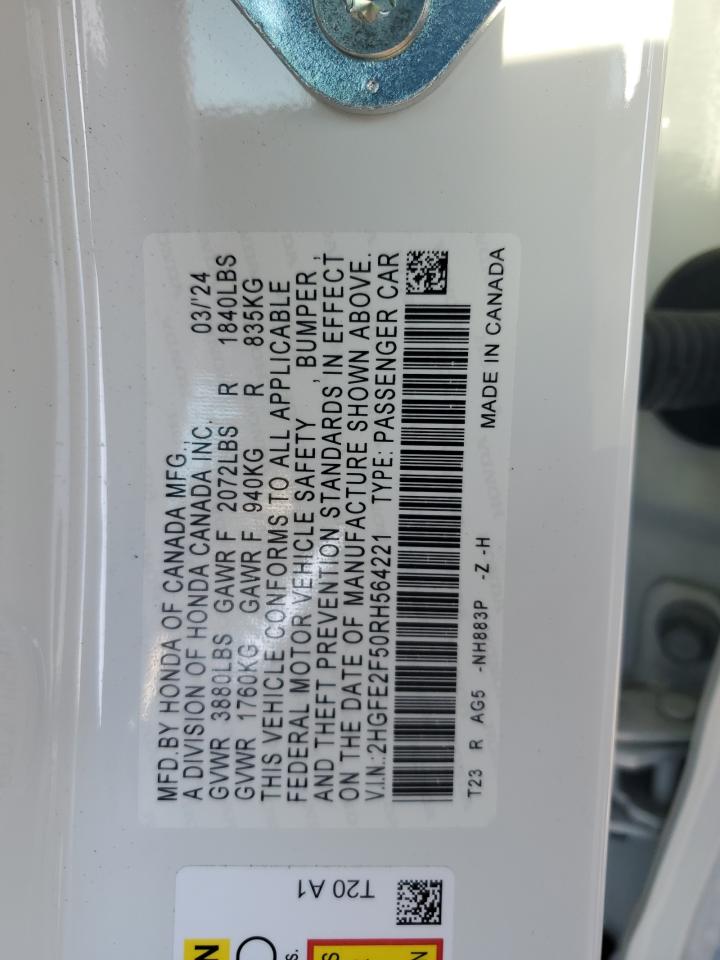 MFD.BY HONDA OF CANADA MFG., 03/'24
A DIVISION OF HONDA CANADA INC.
GVWR 3880LBS GAWR F 2072LBS R 1840LBS
GVWR 1760KG GAWR F 940KG R 835KG
THIS VEHICLE CONFORMS TO ALL APPLICABLE
FEDERAL MOTOR VEHICLE SAFETY , BUMPER ,
AND THEFT PREVENTION STANDARDS IN EFFECT
ON THE DATE OF MANUFACTURE SHOWN ABOVE.
V.I.N.:2HGFE2F50RH564221 TYPE: PASSENGER CAR
T23 R AG5 -NH883P -Z -H
MADE IN CANADA
T20 A1